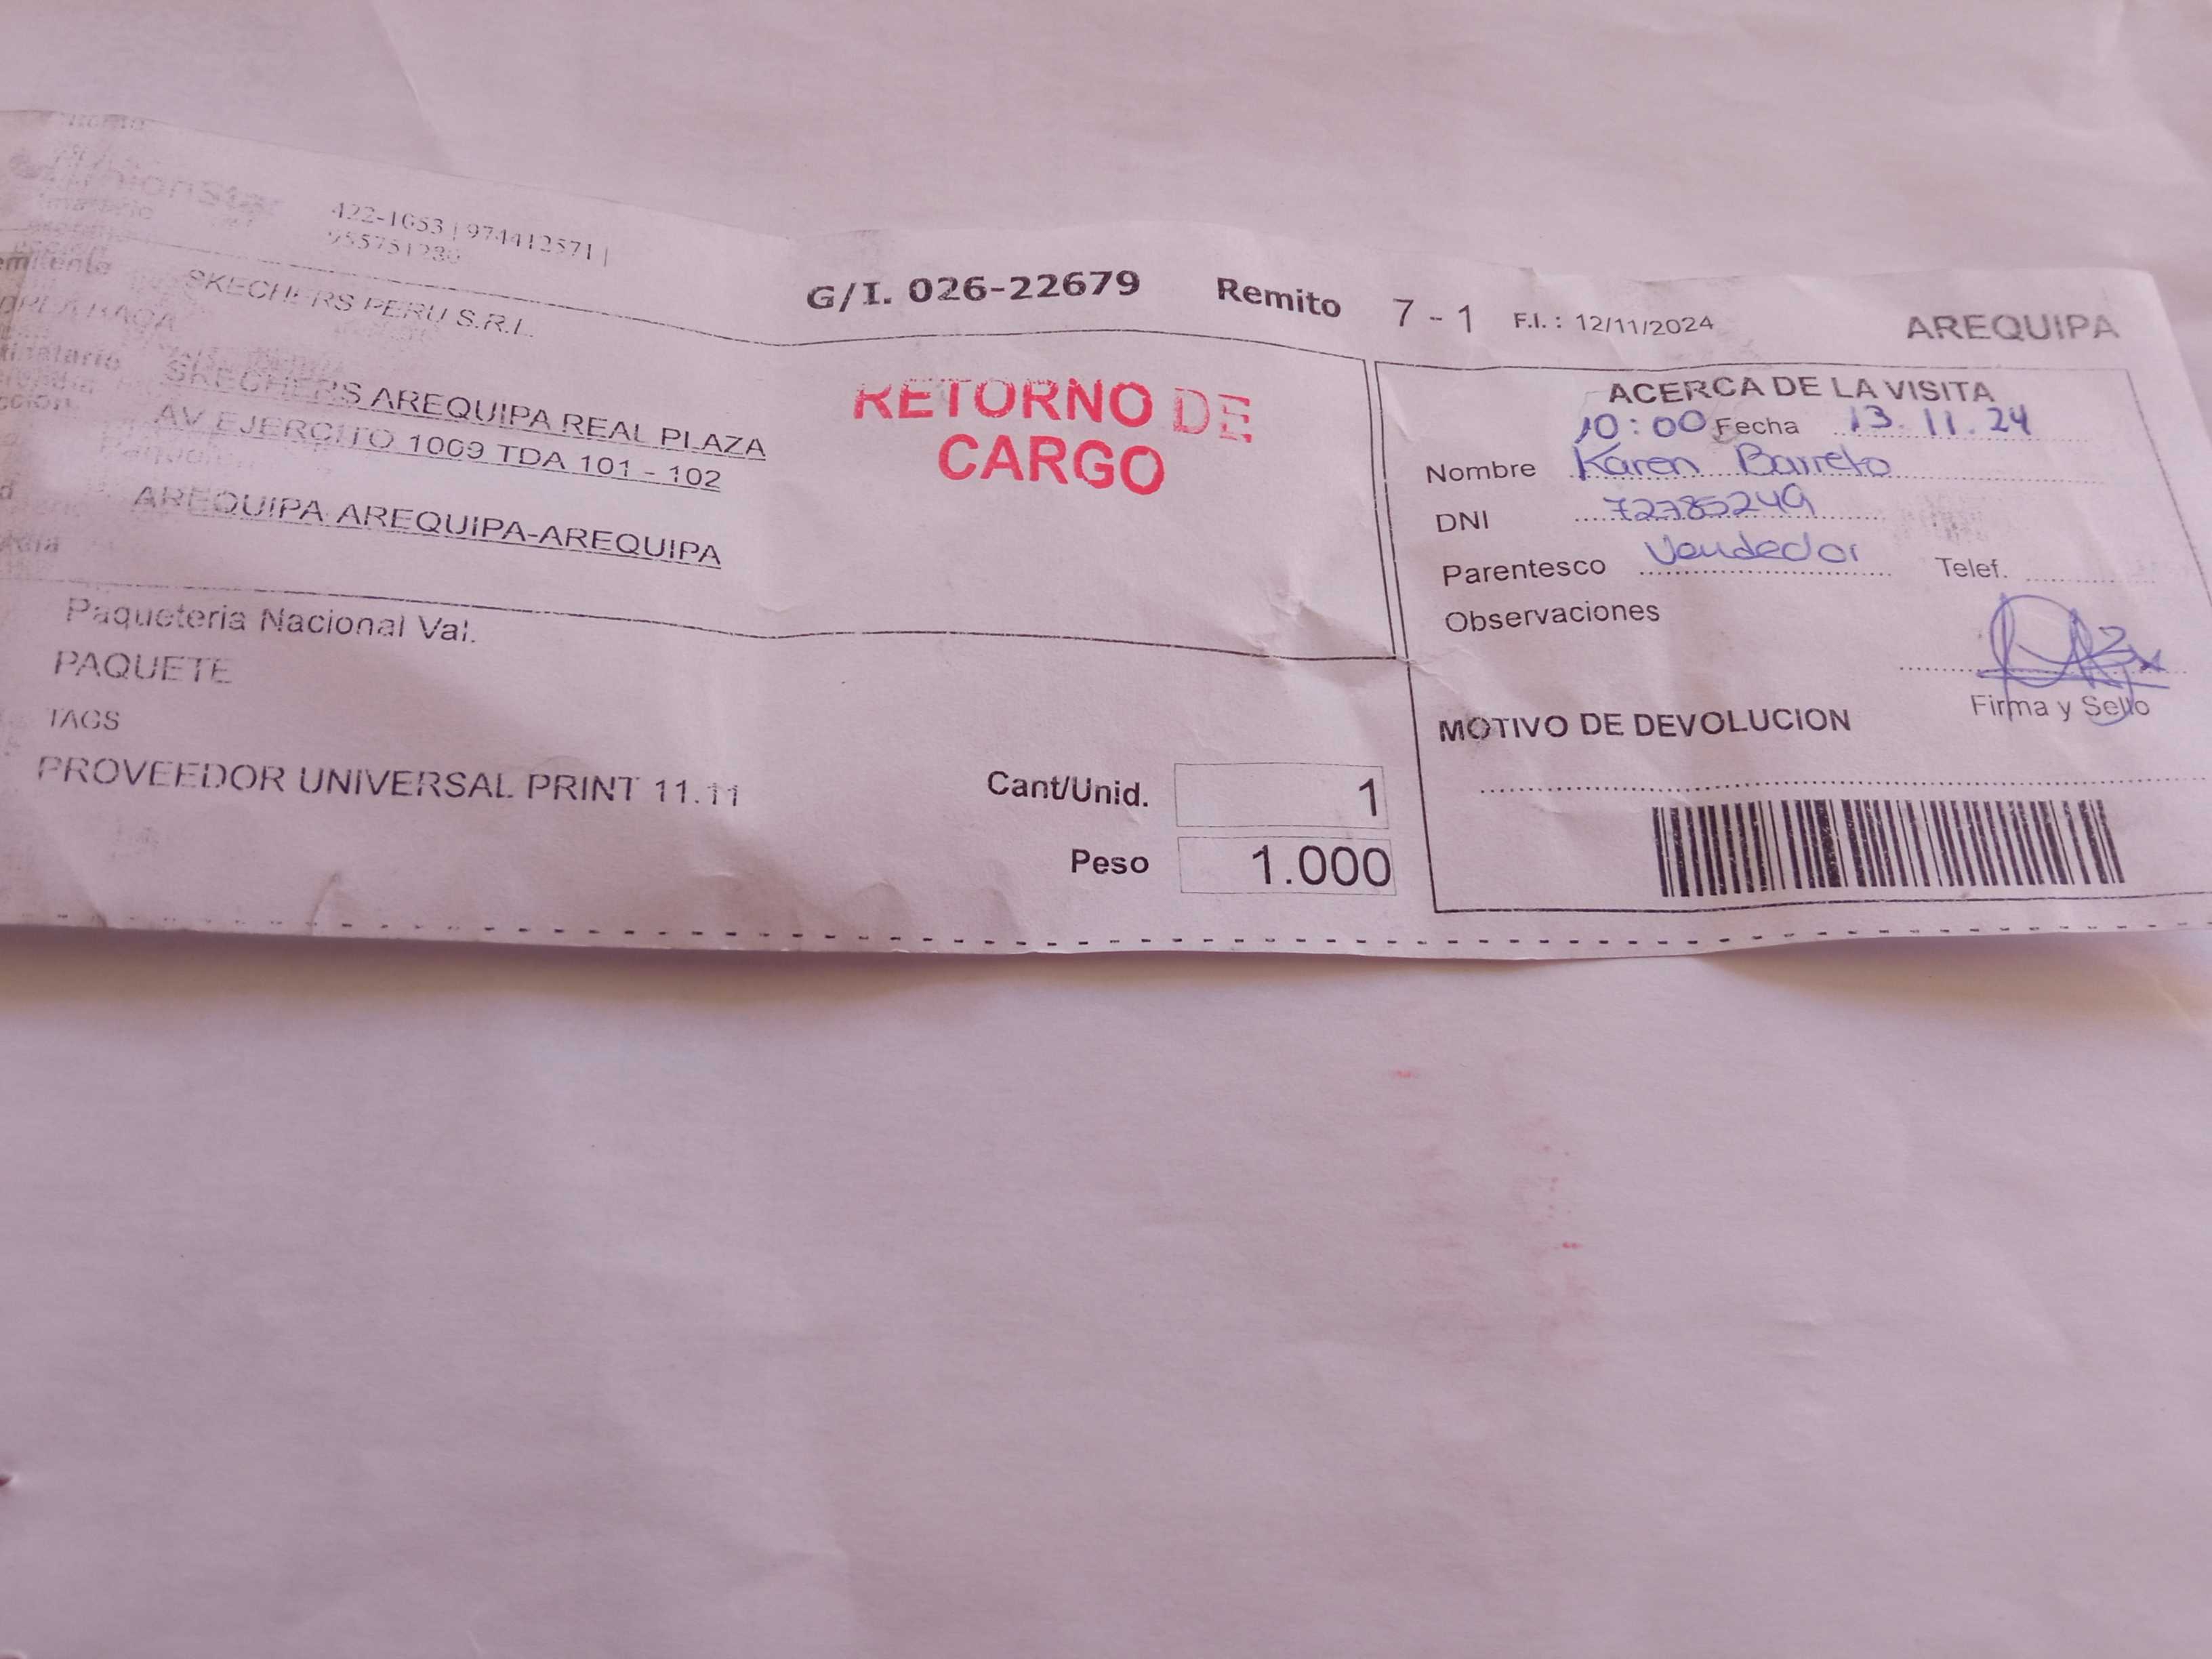 422-1053 | 974412571 |
955751280
G/I. 026-22679 Remito 7 - 1 F.I. : 12/11/2024 AREQUIPA
SKECHERS PERU S.R.L.
SKECHERS AREQUIPA REAL PLAZA
AV EJERCITO 1009 TDA 101 - 102
AREQUIPA AREQUIPA-AREQUIPA
RETORNO DE
CARGO
Paqueteria Nacional Val.
PAQUETE
TAGS
PROVEEDOR UNIVERSAL PRINT 11.11
Cant/Unid. 1
Peso 1.000
ACERCA DE LA VISITA
10:00 Fecha 13.11.24
Nombre Karen Barreto
DNI 72785249
Parentesco Vendedor Telef.
Observaciones
Firma y Sello
MOTIVO DE DEVOLUCION